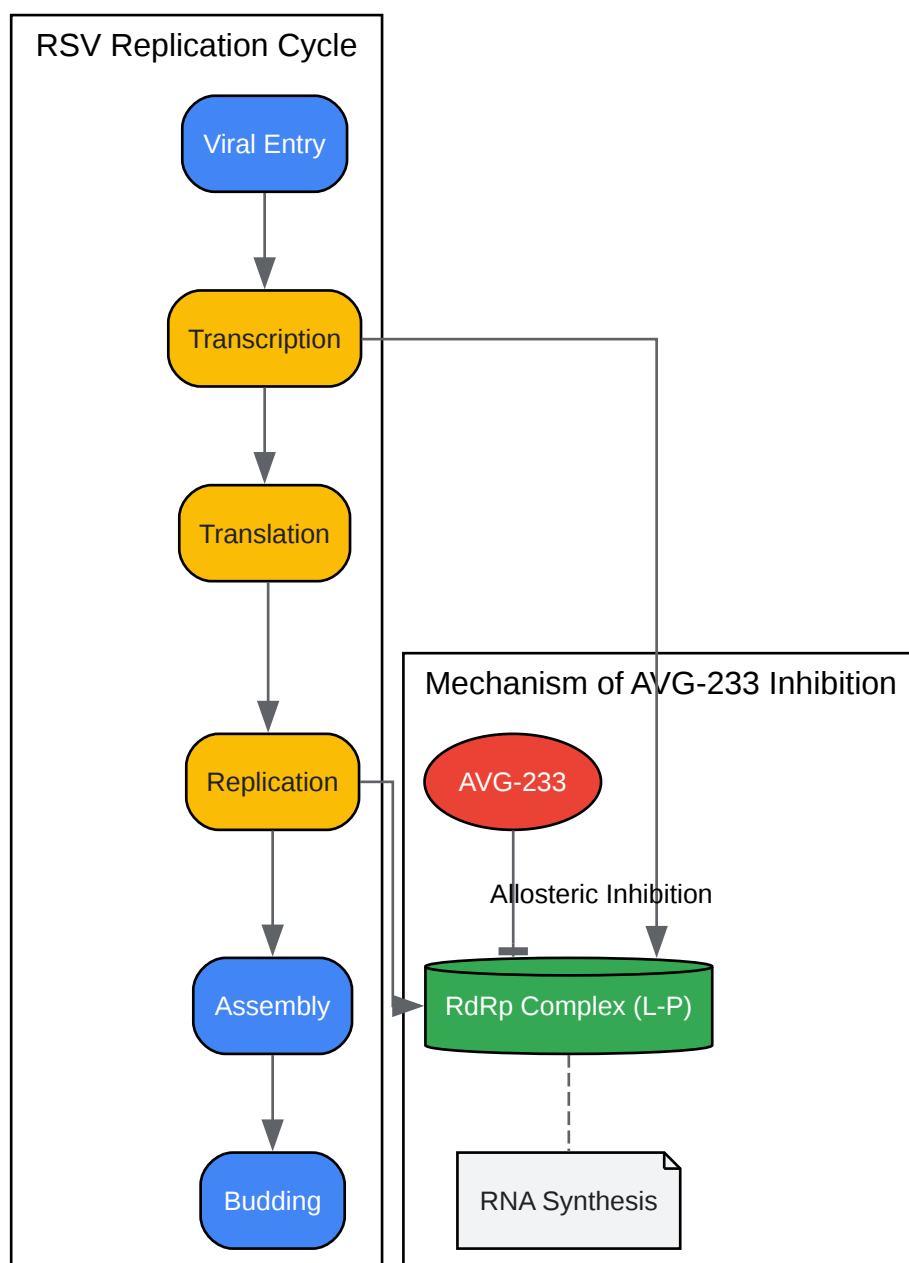 RSV Replication Cycle
Viral Entry
Transcription
Translation
Replication
Assembly
Budding
Mechanism of AVG-233 Inhibition
AVG-233
Allosteric Inhibition
RdRp Complex (L-P)
RNA Synthesis